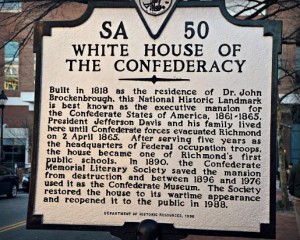 SA 50
WHITE HOUSE OF
THE CONFEDERACY
Built in 1818 as the residence of Dr. John
Brockenbrough, this National Historic Landmark
is best known as the executive mansion for
the Confederate States of America, 1861-1865.
President Jefferson Davis and his family lived
here until Confederate forces evacuated Richmond
on 2 April 1865. After serving five years as
the headquarters of Federal occupation troops,
the house became one of Richmond's first
public schools. In 1890, the Confederate
Memorial Literary Society saved the mansion
from destruction and between 1896 and 1976
used it as the Confederate Museum. The Society
restored the house to its wartime appearance
and reopened it to the public in 1988.
DEPARTMENT OF HISTORIC RESOURCES,